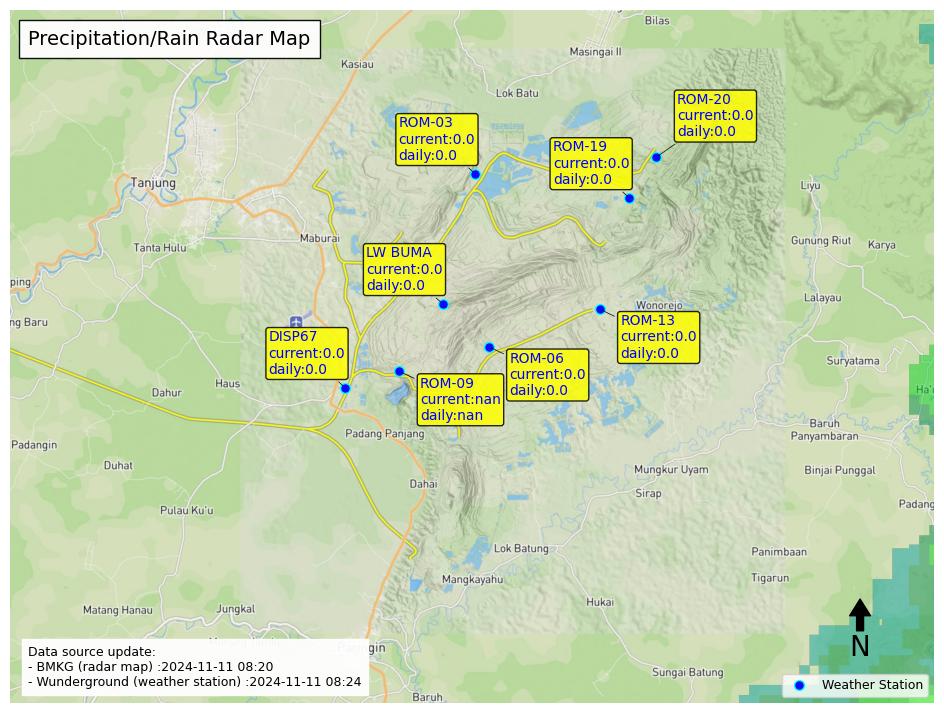 Precipitation/Rain Radar Map
Bilas
Masingai II
Kasiau
Lok Batu
ROM-20
current:0.0
daily:0.0
ROM-03
current:0.0
daily:0.0
ROM-19
current:0.0
daily:0.0
Tanjung
Liyu
Maburai
Tanta Hulu
Gunung Riut
Karya
LW BUMA
current:0.0
daily:0.0
ping
Lalayau
Wonorejo
ng Baru
ROM-13
current:0.0
daily:0.0
DISP67
current:0.0
daily:0.0
ROM-06
current:0.0
daily:0.0
Suryatama
Haus
Dahur
ROM-09
current:nan
daily:nan
Baruh
Panyambaran
Padang Panjang
Padangin
Duhat
Mungkur Uyam
Binjai Punggal
Dahai
Sirap
Padang
Pulau Ku'u
Lok Batung
Panimbaan
Mangkayahu
Tigarun
Hukai
Matang Hanau
Jungkal
N
Data source update:
- BMKG (radar map) :2024-11-11 08:20
- Wunderground (weather station) :2024-11-11 08:24
Sungai Batung
Weather Station
Baruh